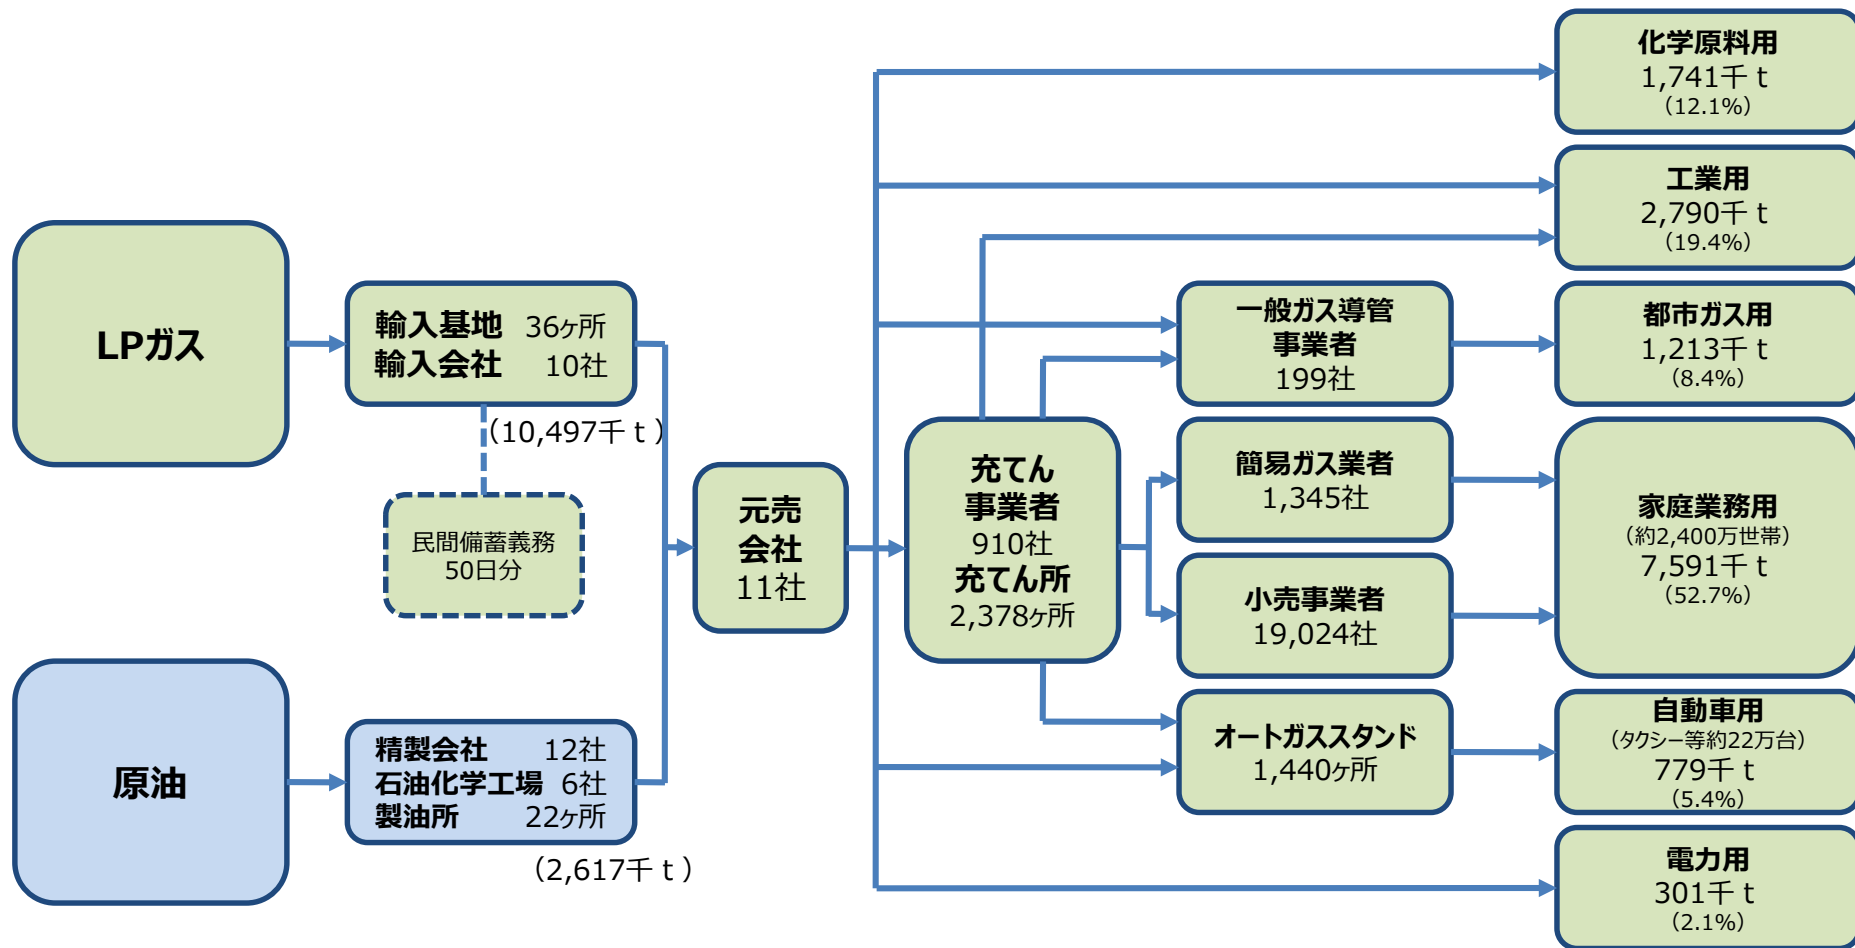 LPガス
輸入基地 36ヶ所
輸入会社 10社
（10,497千ｔ）
民間備蓄義務
50日分
原油
精製会社 12社
石油化学工場 6社
製油所 22ヶ所
（2,617千ｔ）
元売
会社
11社
充てん
事業者
910社
充てん所
2,378ヶ所
一般ガス導管
事業者
199社
簡易ガス業者
1,345社
小売事業者
19,024社
オートガススタンド
1,440ヶ所
化学原料用
1,741千ｔ
（12.1%）
工業用
2,790千ｔ
（19.4%）
都市ガス用
1,213千ｔ
（8.4%）
家庭業務用
（約2,400万世帯）
7,591千ｔ
（52.7%）
自動車用
（タクシー等約22万台）
779千ｔ
（5.4%）
電力用
301千ｔ
（2.1%）